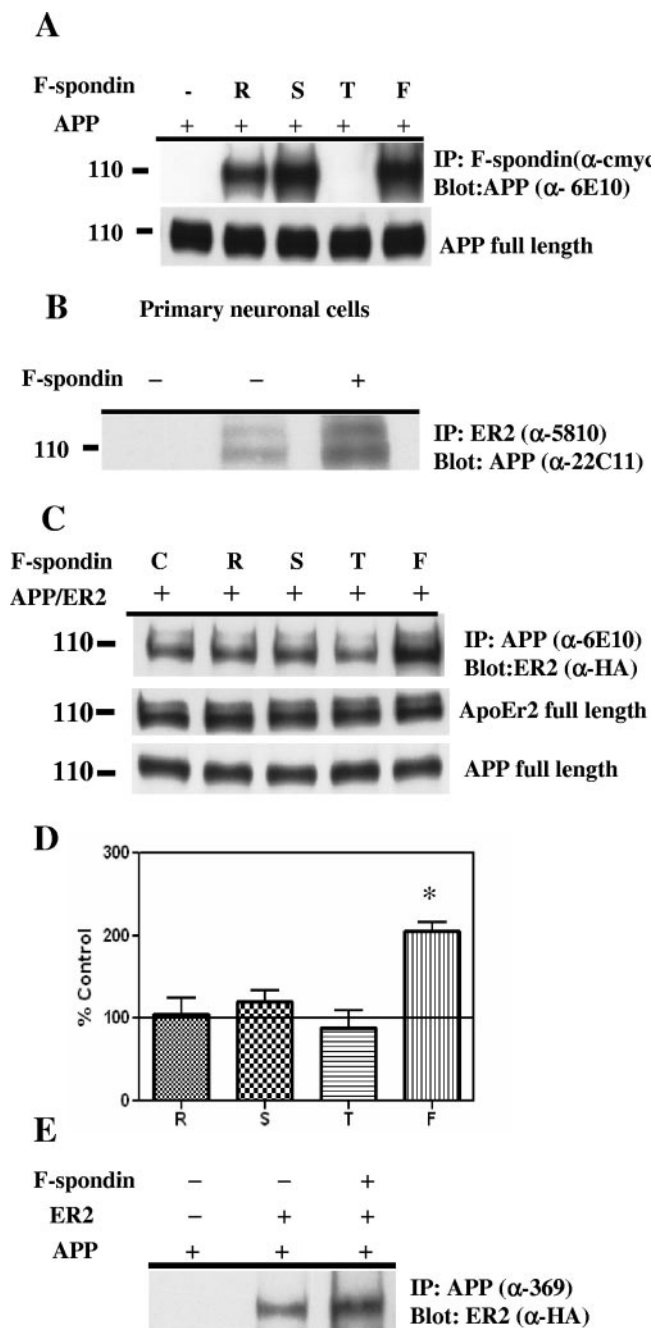 A
F-spondin - R S T F
APP + + + + +
110
IP: F-spondin(α-cmyc
Blot:APP (α- 6E10)
110
APP full length
B
Primary neuronal cells
F-spondin – – +
110
IP: ER2 (α-5810)
Blot: APP (α-22C11)
C
F-spondin C R S T F
APP/ER2 + + + + +
110
IP: APP (α-6E10)
Blot:ER2 (α-HA)
110
ApoEr2 full length
110
APP full length
D
% Control
300
200
100
0
*
R S T F
E
F-spondin – – +
ER2 – + +
APP + + +
IP: APP (α-369)
Blot: ER2 (α-HA)